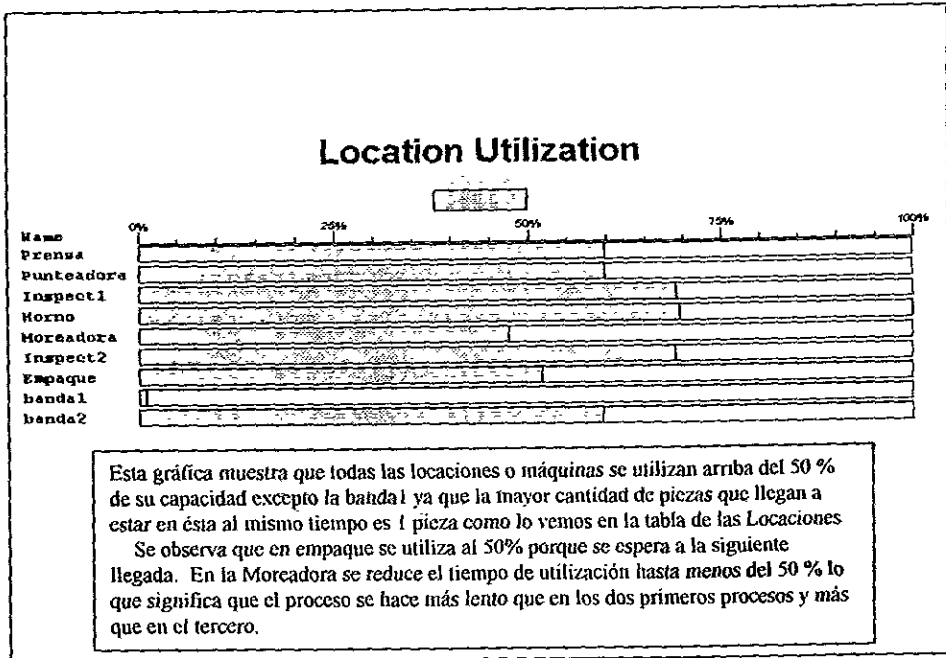 Location Utilization
0% 25% 50% 75% 100%
Name
Prensa
Punteadora
Inspect1
Horno
Moreadora
Inspect2
Empaque
banda1
banda2
Esta gráfica muestra que todas las locaciones o máquinas se utilizan arriba del 50 %
de su capacidad excepto la banda1 ya que la mayor cantidad de piezas que llegan a
estar en ésta al mismo tiempo es 1 pieza como lo vemos en la tabla de las Locaciones
Se observa que en empaque se utiliza al 50% porque se espera a la siguiente
llegada. En la Moreadora se reduce el tiempo de utilización hasta menos del 50 % lo
que significa que el proceso se hace más lento que en los dos primeros procesos y más
que en el tercero.